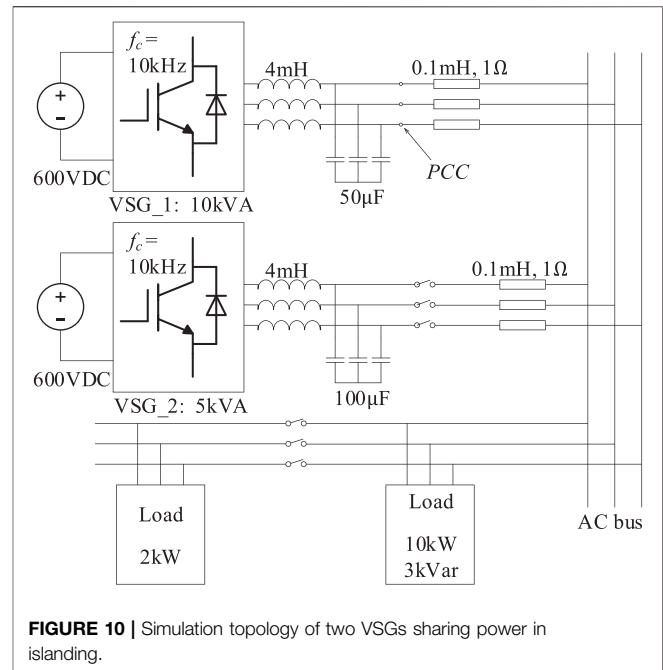 f_c=
10kHz
4mH
0.1mH, 1Ω
+
-
600VDC
50μF
PCC
VSG_1: 10kVA
f_c=
10kHz
4mH
0.1mH, 1Ω
+
-
600VDC
100μF
VSG_2: 5kVA
Load
2kW
Load
10kW
3kVar
AC bus
FIGURE 10 | Simulation topology of two VSGs sharing power in
islanding.